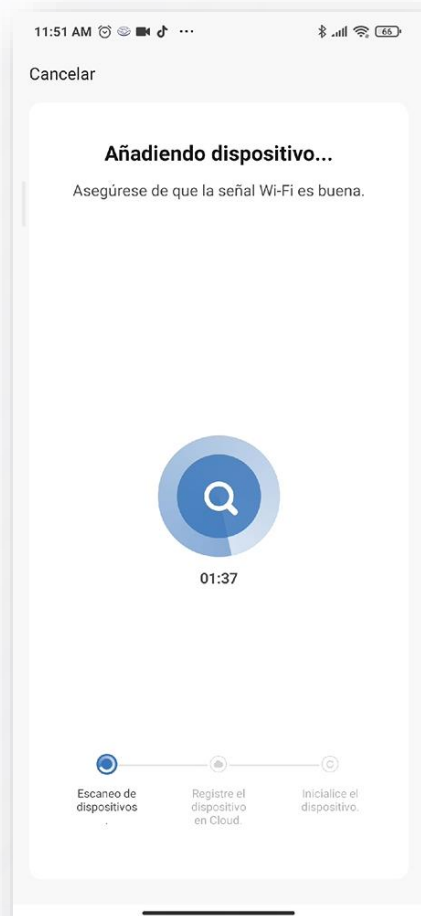 11:51 AM ... 66
Cancelar
Añadiendo dispositivo...
Asegúrese de que la señal Wi-Fi es buena.
01:37
Escaneo de
dispositivos
.
Registre el
dispositivo
en Cloud.
Inicialice el
dispositivo.